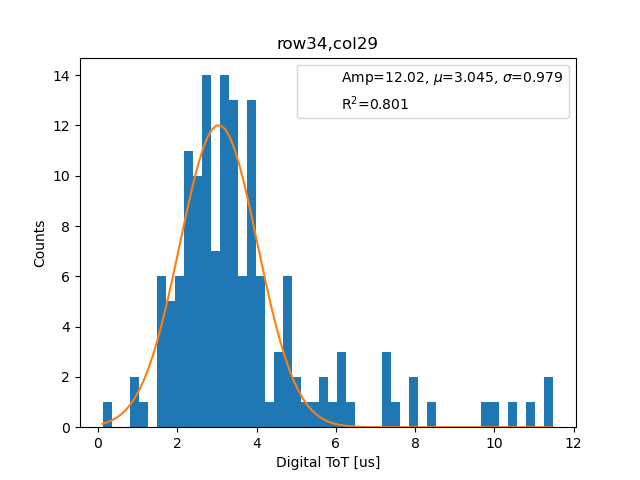 row34,col29
Amp=12.02, μ=3.045, σ=0.979
R²=0.801
14
12
10
8
6
4
2
0
Counts
0 2 4 6 8 10 12
Digital ToT [us]